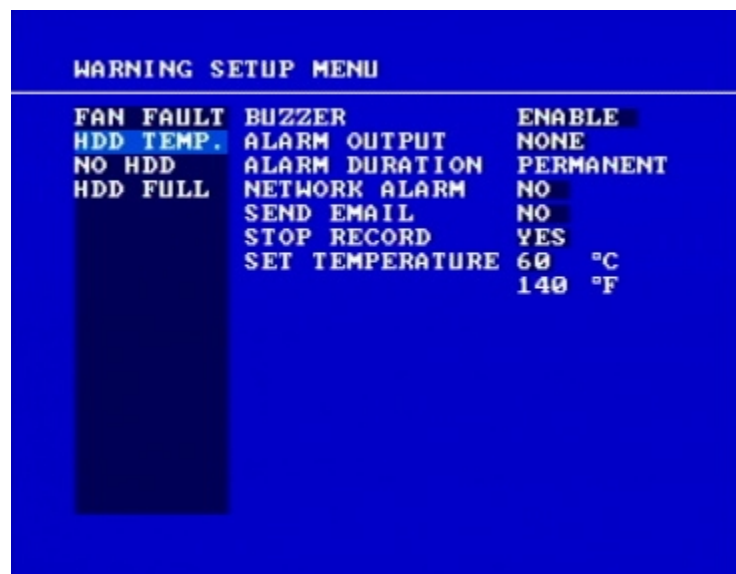 WARNING SETUP MENU
FAN FAULT BUZZER ENABLE
HDD TEMP. ALARM OUTPUT NONE
NO HDD ALARM DURATION PERMANENT
HDD FULL NETWORK ALARM NO
SEND EMAIL NO
STOP RECORD YES
SET TEMPERATURE 60 °C
140 °F